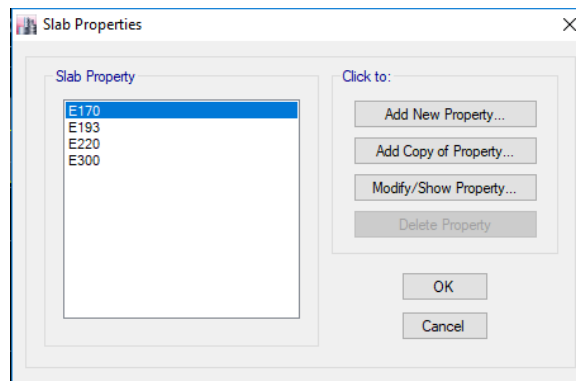 Slab Properties
Slab Property
E170
E193
E220
E300
Click to:
Add New Property...
Add Copy of Property...
Modify/Show Property...
Delete Property
OK
Cancel